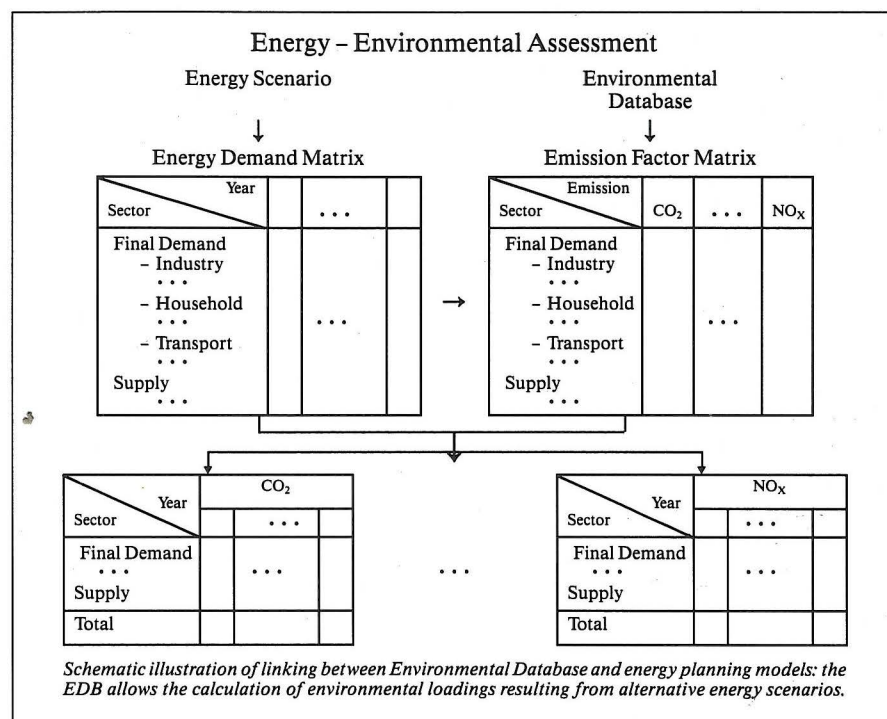 Energy – Environmental Assessment
Energy Scenario
Environmental
Database
Energy Demand Matrix
Emission Factor Matrix
Year
Sector
...
Final Demand
– Industry
...
– Household
...
– Transport
...
Supply
...
...
Emission
Sector
CO₂
...
NOₓ
Final Demand
– Industry
...
– Household
...
– Transport
...
Supply
...
...
Year
Sector
CO₂
...
Final Demand
...
Supply
Total
...
...
Year
Sector
NOₓ
...
Final Demand
...
Supply
Total
...
Schematic illustration of linking between Environmental Database and energy planning models: the
EDB allows the calculation of environmental loadings resulting from alternative energy scenarios.